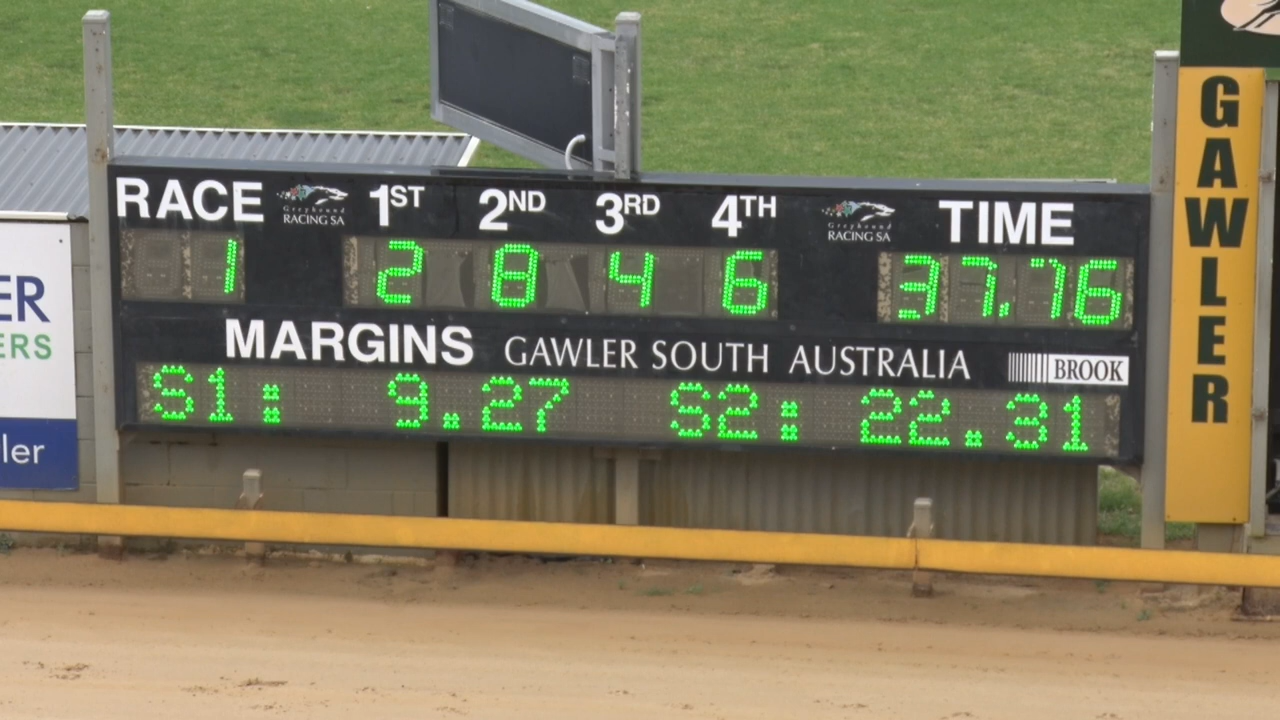 RACE Greyhound RACING SA 1ST 2ND 3RD 4TH Greyhound RACING SA TIME
1 2 8 4 6 37.76
MARGINS GAWLER SOUTH AUSTRALIA BROOK
S1: 9.27 S2: 22.31
GAWLER
ER
ERS
ler